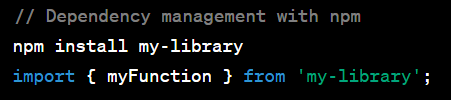 // Dependency management with npm
npm install my-library
import { myFunction } from 'my-library';